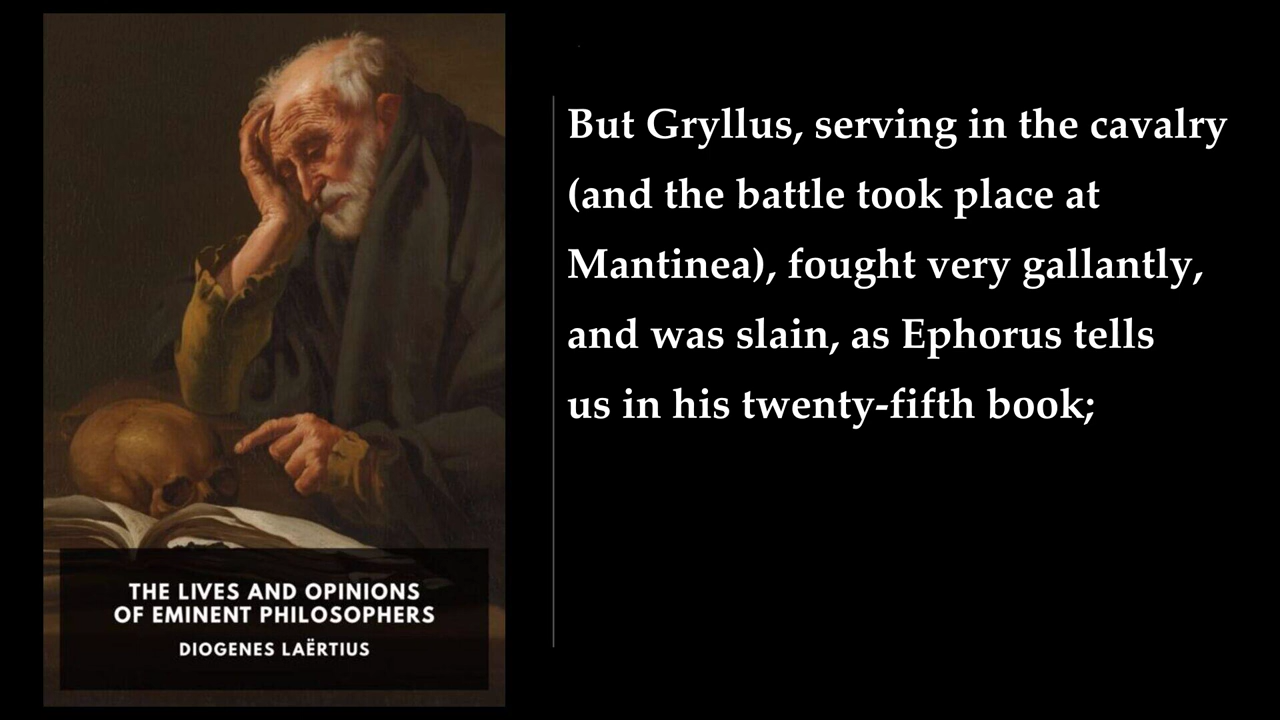 THE LIVES AND OPINIONS
OF EMINENT PHILOSOPHERS
DIOGENES LAËRTIUS
But Gryllus, serving in the cavalry
(and the battle took place at
Mantinea), fought very gallantly,
and was slain, as Ephorus tells
us in his twenty-fifth book;